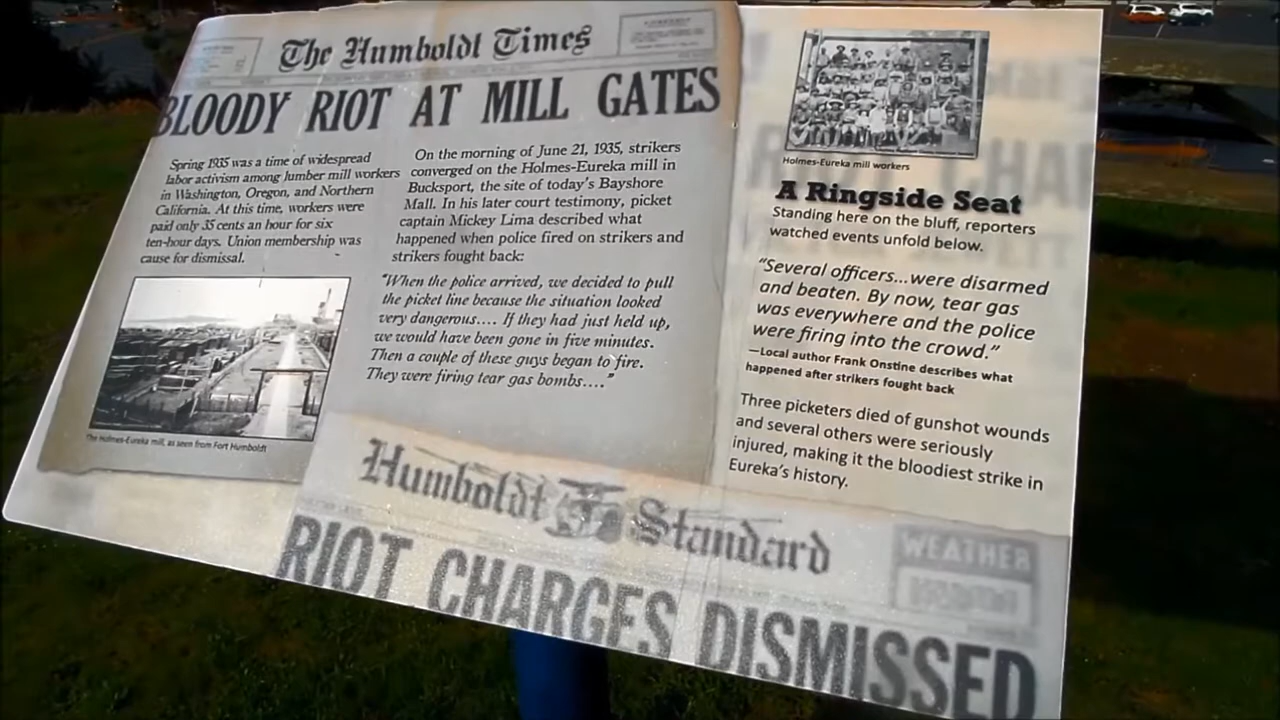 The Humboldt Times
BLOODY RIOT AT MILL GATES
Spring 1935 was a time of widespread
labor activism among lumber mill workers
in Washington, Oregon, and Northern
California. At this time, workers were
paid only 35 cents an hour for six
ten-hour days. Union membership was
cause for dismissal.
The Holmes-Eureka mill, as seen from Fort Humboldt
On the morning of June 21, 1935, strikers
converged on the Holmes-Eureka mill in
Bucksport, the site of today's Bayshore
Mall. In his later court testimony, picket
captain Mickey Lima described what
happened when police fired on strikers and
strikers fought back:
"When the police arrived, we decided to pull
the picket line because the situation looked
very dangerous.... If they had just held up,
we would have been gone in five minutes.
Then a couple of these guys began to fire.
They were firing tear gas bombs...."
Holmes-Eureka mill workers
A Ringside Seat
Standing here on the bluff, reporters
watched events unfold below.
"Several officers...were disarmed
and beaten. By now, tear gas
was everywhere and the police
were firing into the crowd."
—Local author Frank Onstine describes what
happened after strikers fought back
Three picketers died of gunshot wounds
and several others were seriously
injured, making it the bloodiest strike in
Eureka's history.
Humboldt Standard
WEATHER
RIOT CHARGES DISMISSED